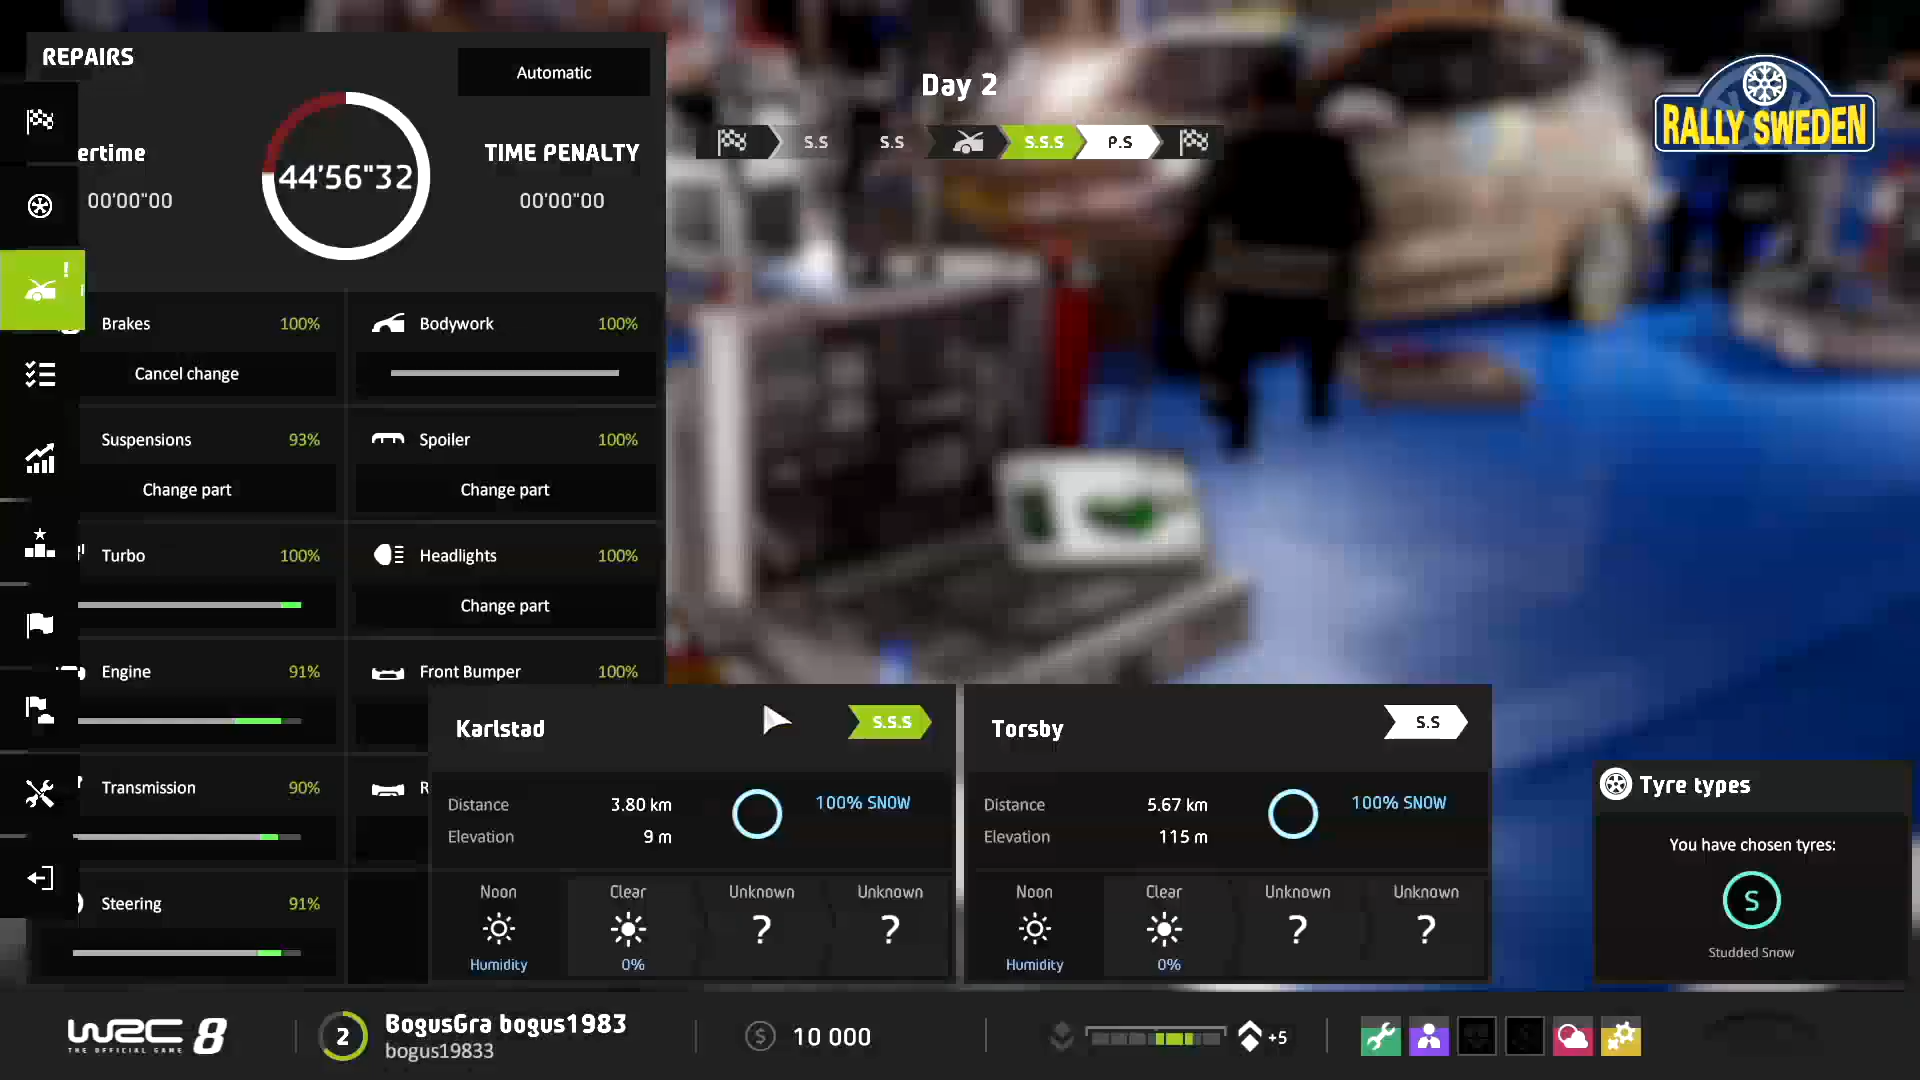 REPAIRS
Automatic
ertime
00'00"00
44'56"32
TIME PENALTY
00'00"00
Brakes 100%
Cancel change
Bodywork 100%
Suspensions 93%
Change part
Spoiler 100%
Change part
Turbo 100%
Headlights 100%
Change part
Engine 91%
Front Bumper 100%
Transmission 90%
R
Steering 91%
Day 2
S.S
S.S
S.S.S
P.S
RALLY SWEDEN
Karlstad
S.S.S
Distance 3.80 km
Elevation 9 m
100% SNOW
Noon Clear Unknown Unknown
? ?
Humidity 0%
Torsby
S.S
Distance 5.67 km
Elevation 115 m
100% SNOW
Noon Clear Unknown Unknown
? ?
Humidity 0%
Tyre types
You have chosen tyres:
S
Studded Snow
WRC 8
THE OFFICIAL GAME
2
BogusGra bogus1983
bogus19833
$ 10 000
+5